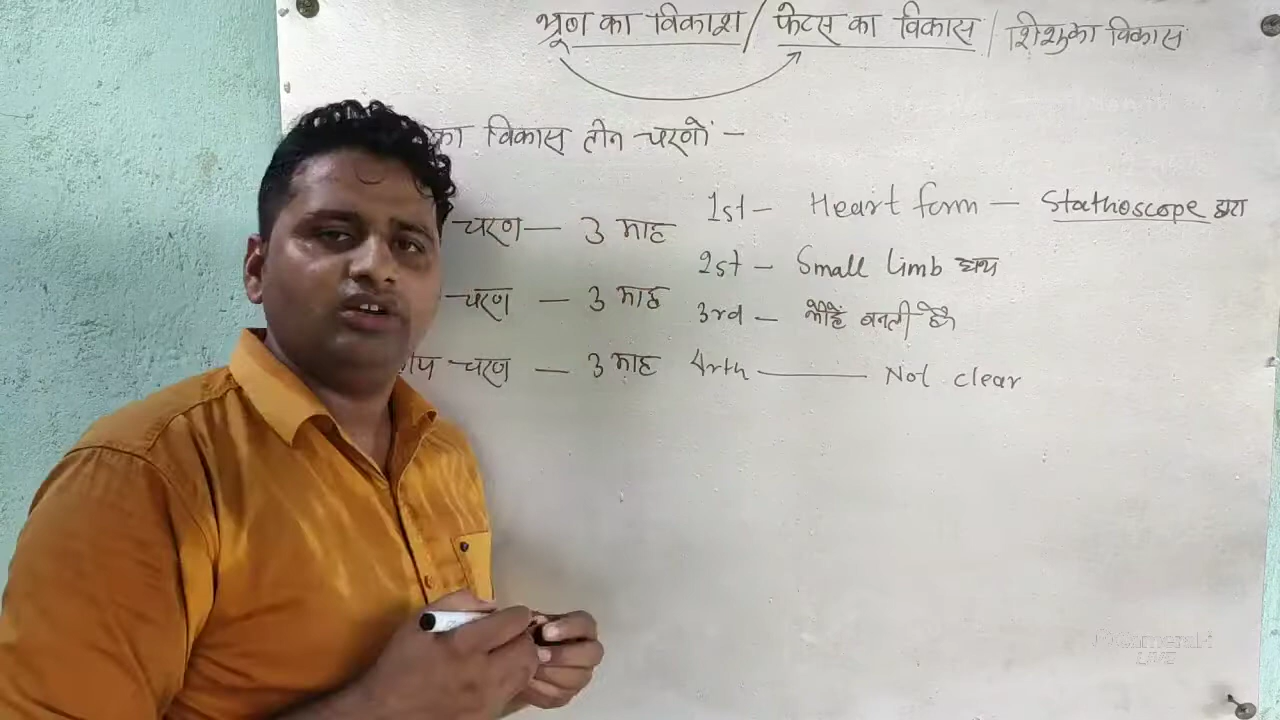 भ्रूण का विकाश / फेटस का विकास / शिशु का विकास
का विकास तीन चरणों -
चरण - 3 माह
चरण - 3 माह
चरण - 3 माह
1st - Heart form - Stathoscope द्वारा
2st - Small limb
3rd - भौहें बनती है
4rth - Not clear
LIVE